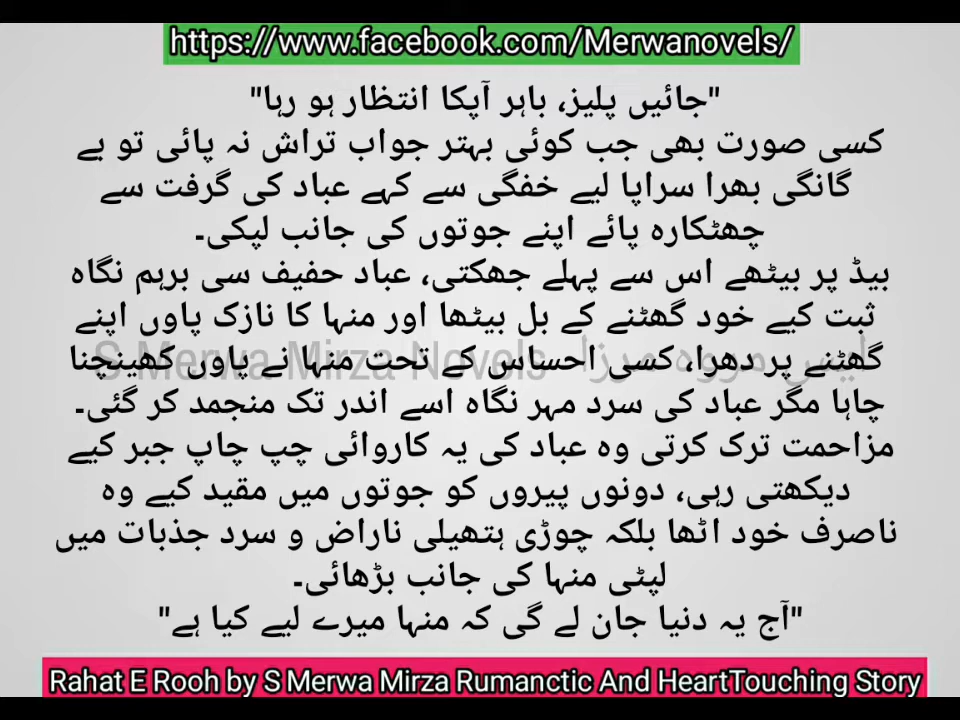 https://www.facebook.com/Merwanovels/
"جائیں پلیز، باہر آپکا انتظار ہو رہا"
کسی صورت بھی جب کوئی بہتر جواب تراش نہ پائی تو بے
گانگی بھرا سراپا لیے خفگی سے کہے عباد کی گرفت سے
چھٹکارہ پائے اپنے جوتوں کی جانب لپکی۔
بیڈ پر بیٹھے اس سے پہلے جھکتی، عباد حفیف سی برہم نگاہ
ثبت کیے خود گھٹنے کے بل بیٹھا اور منہا کا نازک پاوں اپنے
گھٹنے پر دھرا، کسی احساس کے تحت منہا نے پاوں کھینچنا
S Merwa Mirza Novels ایس مروہ مرزا
چاہا مگر عباد کی سرد مہر نگاہ اسے اندر تک منجمد کر گئی۔
مزاحمت ترک کرتی وہ عباد کی یہ کاروائی چپ چاپ جبر کیے
دیکھتی رہی، دونوں پیروں کو جوتوں میں مقید کیے وہ
ناصرف خود اٹھا بلکہ چوڑی ہتھیلی ناراض و سرد جذبات میں
لپٹی منہا کی جانب بڑھائی۔
"آج یہ دنیا جان لے گی کہ منہا میرے لیے کیا ہے"
Rahat E Rooh by S Merwa Mirza Rumanctic And HeartTouching Story